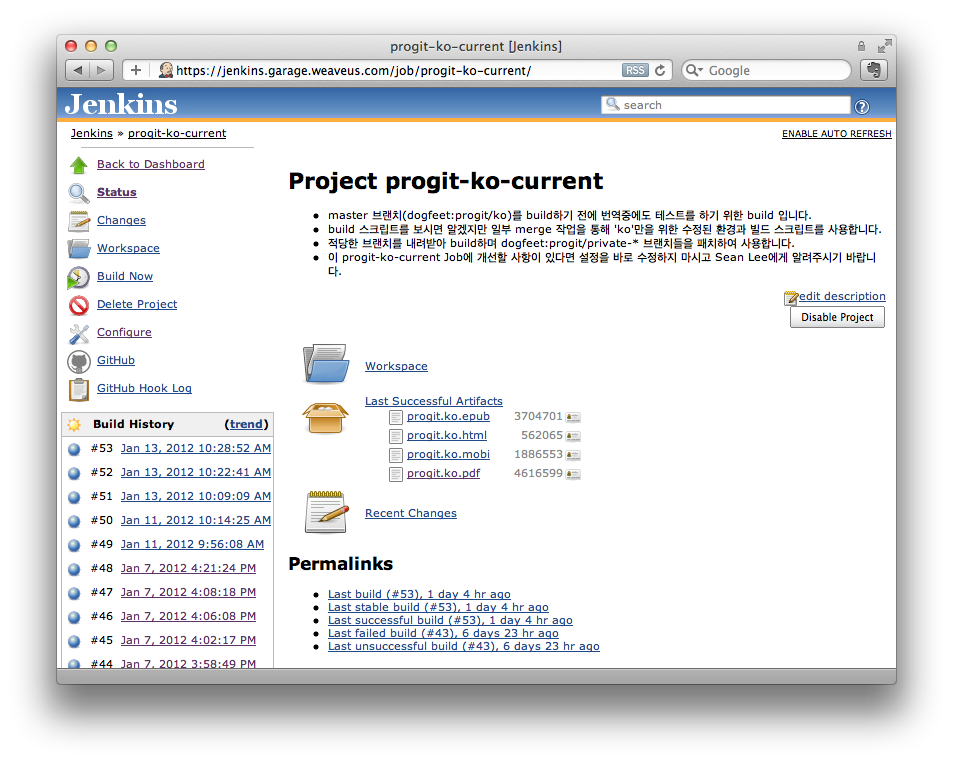 progit-ko-current [Jenkins]
https://jenkins.garage.weaveus.com/job/progit-ko-current/
RSS
Google
Jenkins
search
?
Jenkins » progit-ko-current
ENABLE AUTO REFRESH
Back to Dashboard
Status
Changes
Workspace
Build Now
Delete Project
Configure
GitHub
GitHub Hook Log
Build History (trend)
#53 Jan 13, 2012 10:28:52 AM
#52 Jan 13, 2012 10:22:41 AM
#51 Jan 13, 2012 10:09:09 AM
#50 Jan 11, 2012 10:14:25 AM
#49 Jan 11, 2012 9:56:08 AM
#48 Jan 7, 2012 4:21:24 PM
#47 Jan 7, 2012 4:08:18 PM
#46 Jan 7, 2012 4:06:08 PM
#45 Jan 7, 2012 4:02:17 PM
#44 Jan 7, 2012 3:58:49 PM
Project progit-ko-current
master 브랜치(dogfeet:progit/ko)를 build하기 전에 번역중에도 테스트를 하기 위한 build 입니다.
build 스크립트를 보시면 알겠지만 일부 merge 작업을 통해 'ko'만을 위한 수정된 환경과 빌드 스크립트를 사용합니다.
적당한 브랜치를 내려받아 build하며 dogfeet:progit/private-* 브랜치들을 패치하여 사용합니다.
이 progit-ko-current Job에 개선할 사항이 있다면 설정을 바로 수정하지 마시고 Sean Lee에게 알려주시기 바랍니
다.
edit description
Disable Project
Workspace
Last Successful Artifacts
progit.ko.epub 3704701
progit.ko.html 562065
progit.ko.mobi 1886553
progit.ko.pdf 4616599
Recent Changes
Permalinks
Last build (#53), 1 day 4 hr ago
Last stable build (#53), 1 day 4 hr ago
Last successful build (#53), 1 day 4 hr ago
Last failed build (#43), 6 days 23 hr ago
Last unsuccessful build (#43), 6 days 23 hr ago